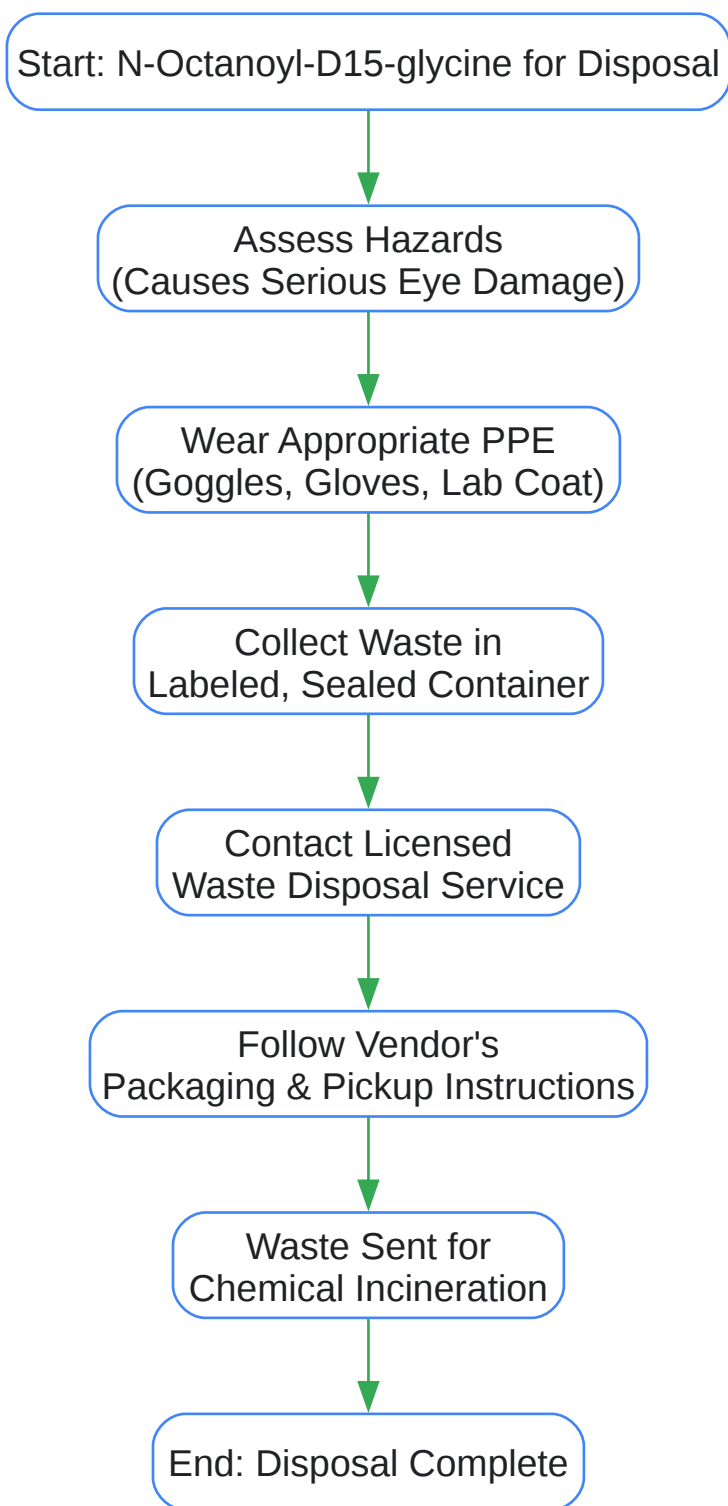 Start: N-Octanoyl-D15-glycine for Disposal
Assess Hazards
(Causes Serious Eye Damage)
Wear Appropriate PPE
(Goggles, Gloves, Lab Coat)
Collect Waste in
Labeled, Sealed Container
Contact Licensed
Waste Disposal Service
Follow Vendor's
Packaging & Pickup Instructions
Waste Sent for
Chemical Incineration
End: Disposal Complete